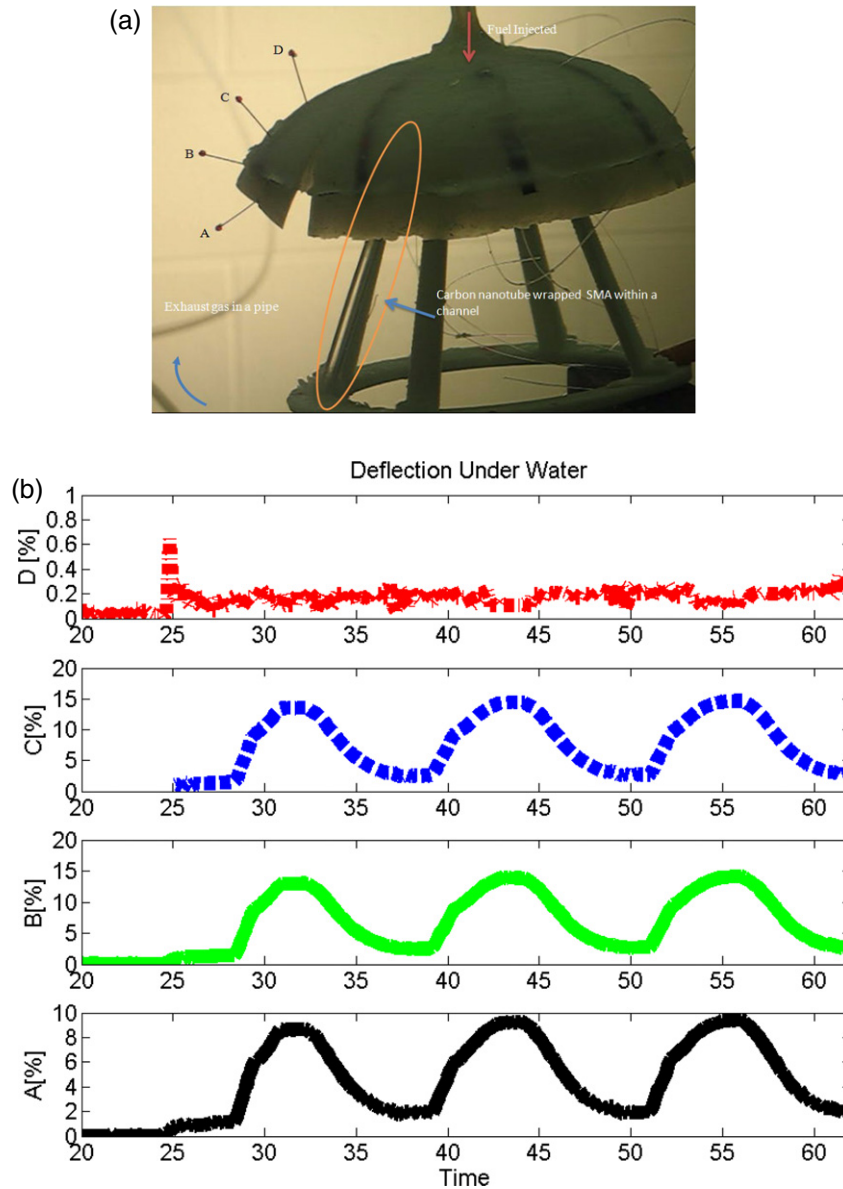 (a)
Fuel Injected
D
C
B
A
Exhaust gas in a pipe
Carbon nanotube wrapped SMA within a
channel
(b)
Deflection Under Water
D [%]
1
0.8
0.6
0.4
0.2
0
20 25 30 35 40 45 50 55 60
C[%]
20
15
10
5
0
20 25 30 35 40 45 50 55 60
B[%]
20
15
10
5
0
20 25 30 35 40 45 50 55 60
A[%]
10
8
6
4
2
0
20 25 30 35 40 45 50 55 60
Time